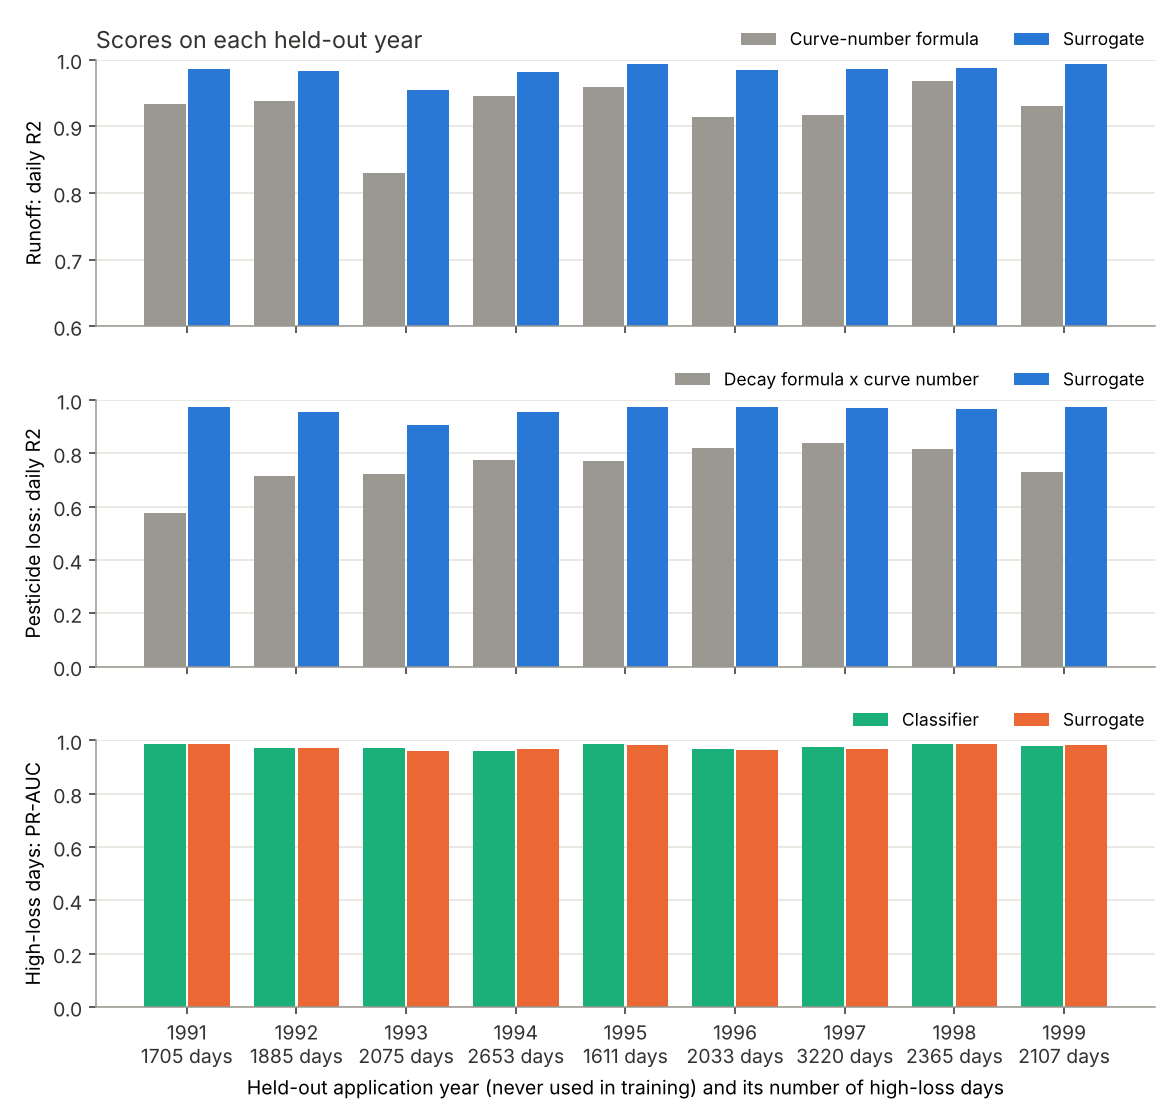 Scores on each held-out year
Curve-number formula
Surrogate
Runoff: daily R2
1.0
0.9
0.8
0.7
0.6
Decay formula x curve number
Surrogate
Pesticide loss: daily R2
1.0
0.8
0.6
0.4
0.2
0.0
Classifier
Surrogate
High-loss days: PR-AUC
1.0
0.8
0.6
0.4
0.2
0.0
1991 1992 1993 1994 1995 1996 1997 1998 1999
1705 days 1885 days 2075 days 2653 days 1611 days 2033 days 3220 days 2365 days 2107 days
Held-out application year (never used in training) and its number of high-loss days